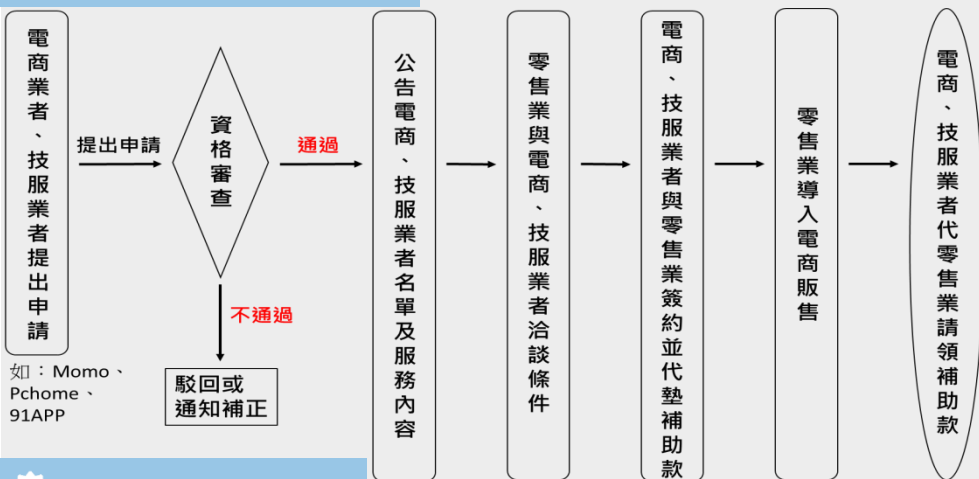 電商業者、技服業者提出申請
如：Momo、
Pchome、
91APP
提出申請
資格審查
通過
不通過
駁回或
通知補正
公告電商、技服業者名單及服務內容
零售業與電商、技服業者洽談條件
電商、技服業者與零售業簽約並代墊補助款
零售業導入電商販售
電商、技服業者代零售業請領補助款